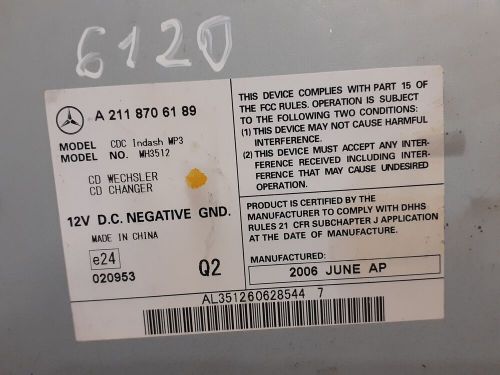 6120
A 211 870 61 89
MODEL CDC Indash MP3
MODEL NO. MH3512
CD WECHSLER
CD CHANGER
12V D.C. NEGATIVE GND.
MADE IN CHINA
e24
020953
Q2
THIS DEVICE COMPLIES WITH PART 15 OF
THE FCC RULES. OPERATION IS SUBJECT
TO THE FOLLOWING TWO CONDITIONS:
(1) THIS DEVICE MAY NOT CAUSE HARMFUL
INTERFERENCE.
(2) THIS DEVICE MUST ACCEPT ANY INTER-
FERENCE RECEIVED INCLUDING INTER-
FERENCE THAT MAY CAUSE UNDESIRED
OPERATION.
PRODUCT IS CERTIFIED BY THE
MANUFACTURER TO COMPLY WITH DHHS
RULES 21 CFR SUBCHAPTER J APPLICATION
AT THE DATE OF MANUFACTURE.
MANUFACTURED:
2006 JUNE AP
AL351260628544 7